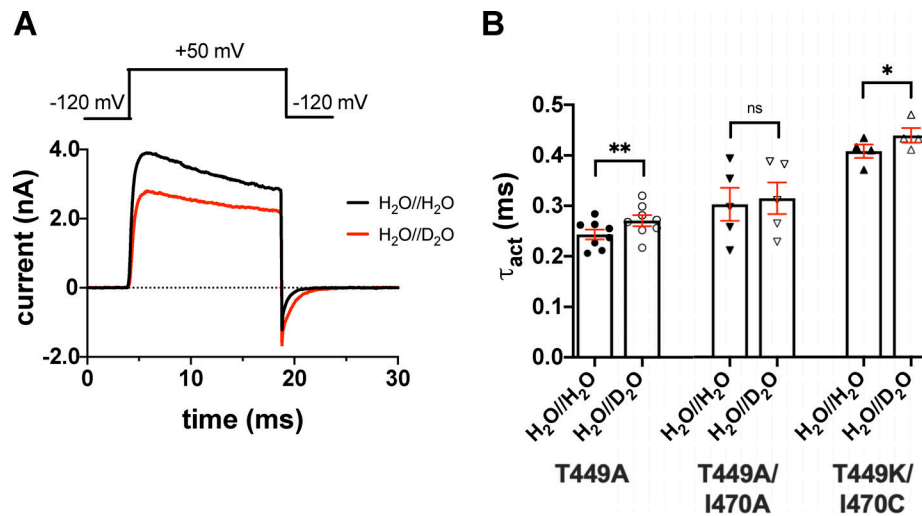 A
+50 mV
-120 mV
-120 mV
4.0
2.0
0
-2.0
current (nA)
H₂O//H₂O
H₂O//D₂O
0
10
20
30
time (ms)
B
*
ns
**
0.5
0.4
0.3
0.2
0.1
0.0
τact (ms)
H₂O//H₂O
H₂O//D₂O
H₂O//H₂O
H₂O//D₂O
H₂O//H₂O
H₂O//D₂O
T449A
T449A/
I470A
T449K/
I470C